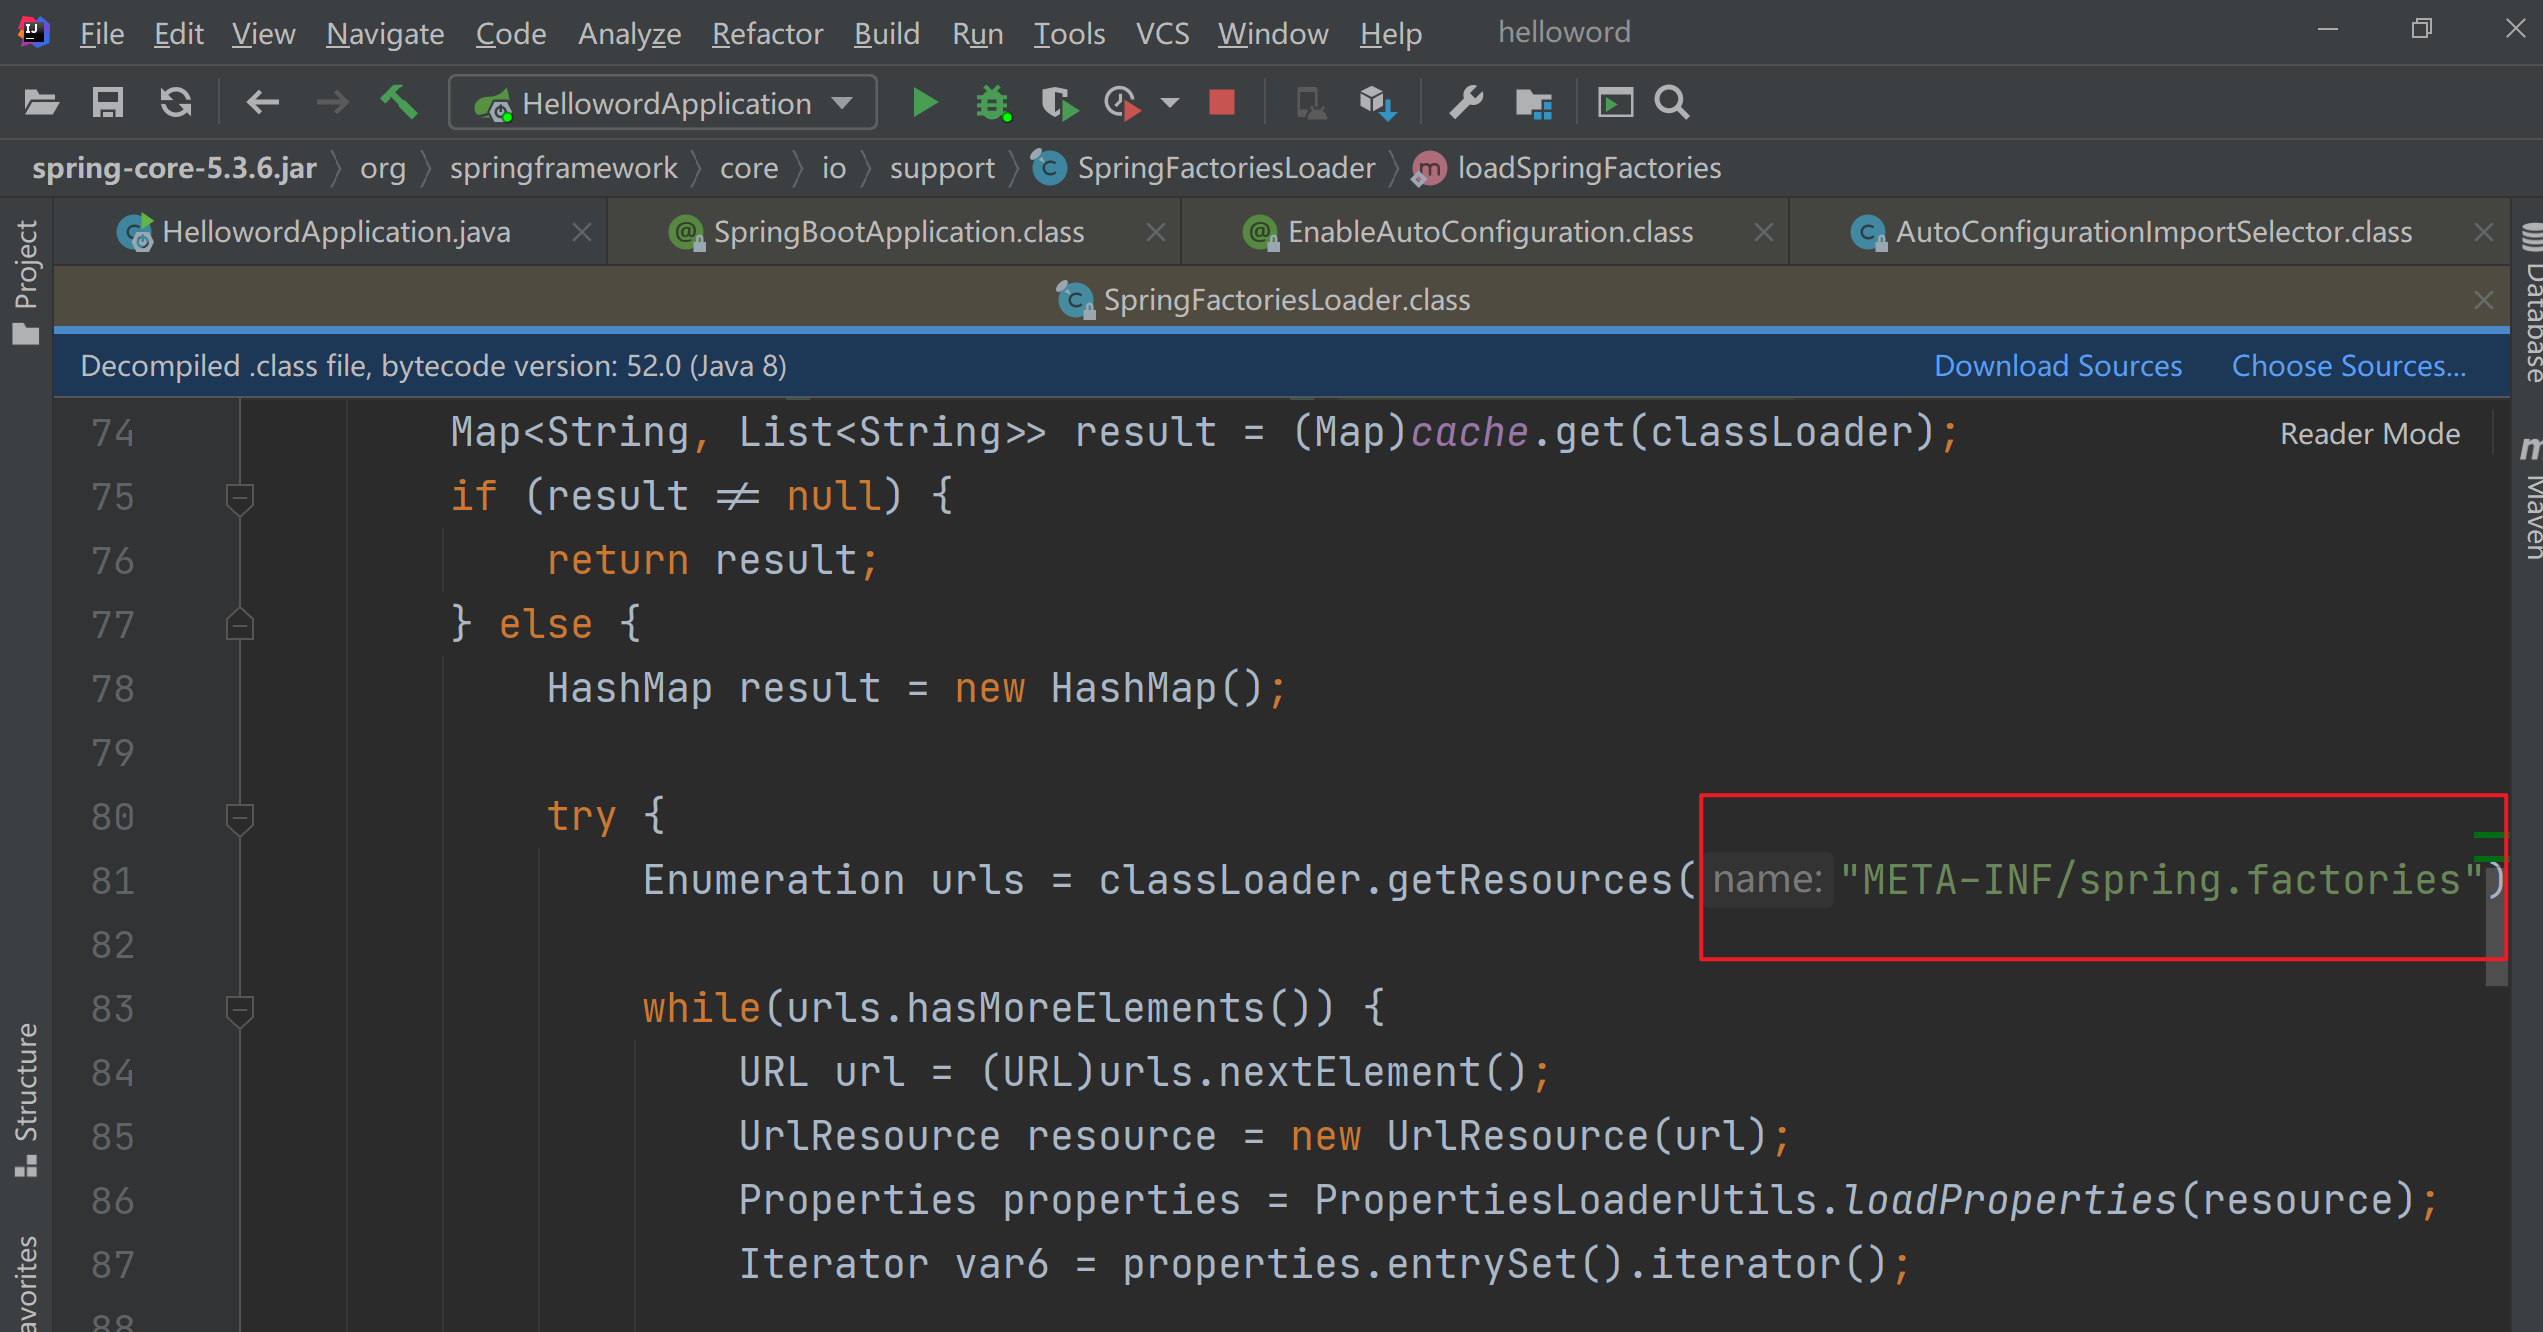 File Edit View Navigate Code Analyze Refactor Build Run Tools VCS Window Help helloword
HellowordApplication
spring-core-5.3.6.jar org springframework core io support SpringFactoriesLoader loadSpringFactories
HellowordApplication.java SpringBootApplication.class EnableAutoConfiguration.class AutoConfigurationImportSelector.class
SpringFactoriesLoader.class
Decompiled .class file, bytecode version: 52.0 (Java 8) Download Sources Choose Sources...
Reader Mode
74 Map<String, List<String>> result = (Map)cache.get(classLoader);
75 if (result ≠ null) {
76 return result;
77 } else {
78 HashMap result = new HashMap();
79
80 try {
81 Enumeration urls = classLoader.getResources( name: "META-INF/spring.factories")
82
83 while(urls.hasMoreElements()) {
84 URL url = (URL)urls.nextElement();
85 UrlResource resource = new UrlResource(url);
86 Properties properties = PropertiesLoaderUtils.loadProperties(resource);
87 Iterator var6 = properties.entrySet().iterator();
88
Project
Structure
avorites
Database
Maven